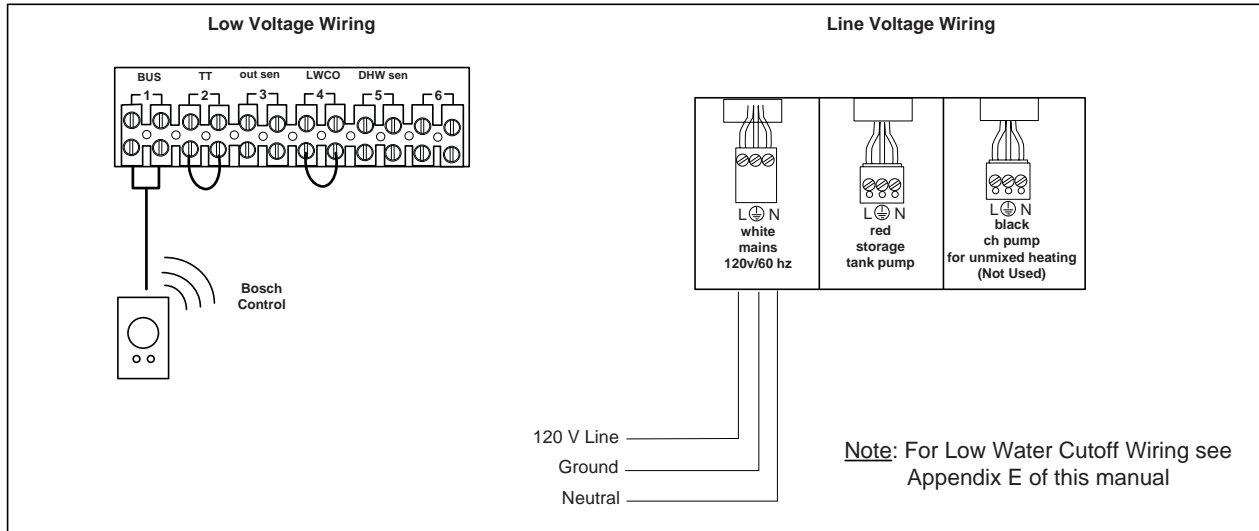 Low Voltage Wiring
BUS TT out sen LWCO DHW sen
1 2 3 4 5 6
Bosch
Control
Line Voltage Wiring
L N
white
mains
120v/60 hz
L N
red
storage
tank pump
L N
black
ch pump
for unmixed heating
(Not Used)
120 V Line
Ground
Neutral
Note: For Low Water Cutoff Wiring see
Appendix E of this manual